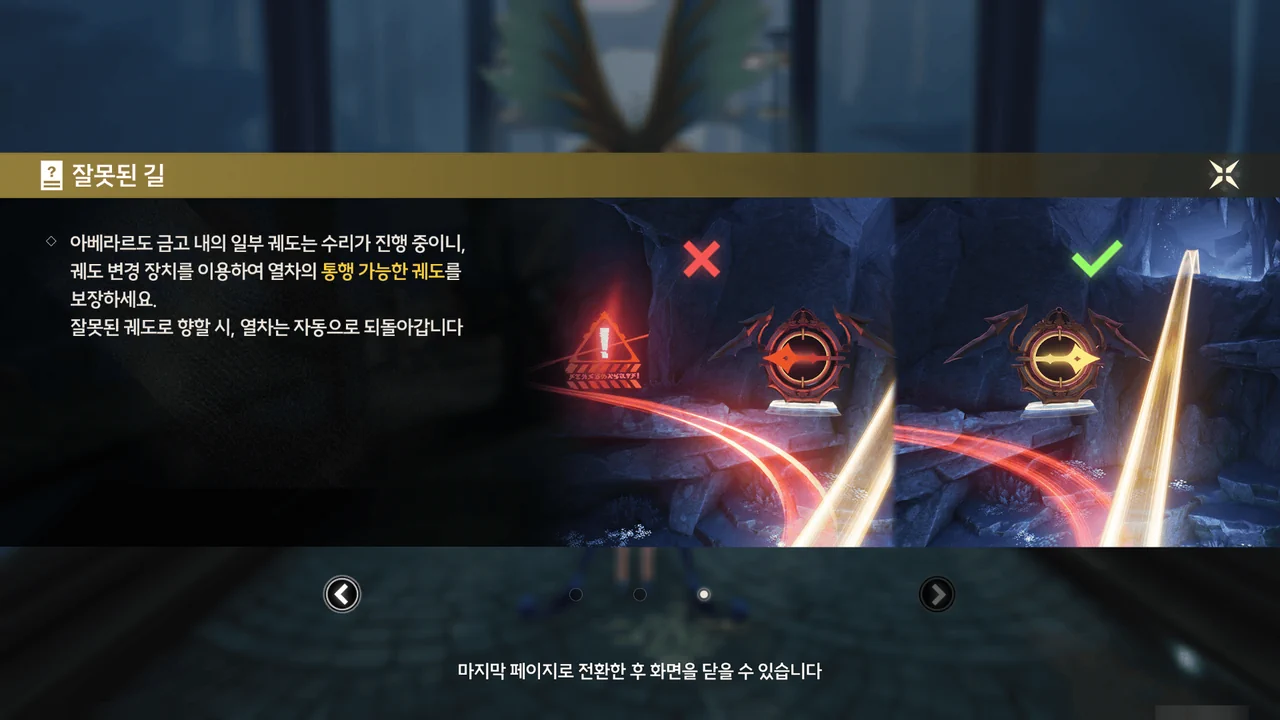 잘못된 길
아베라르도 금고 내의 일부 궤도는 수리가 진행 중이니,
궤도 변경 장치를 이용하여 열차의 통행 가능한 궤도를
보장하세요.
잘못된 궤도로 향할 시, 열차는 자동으로 되돌아갑니다
마지막 페이지로 전환한 후 화면을 닫을 수 있습니다